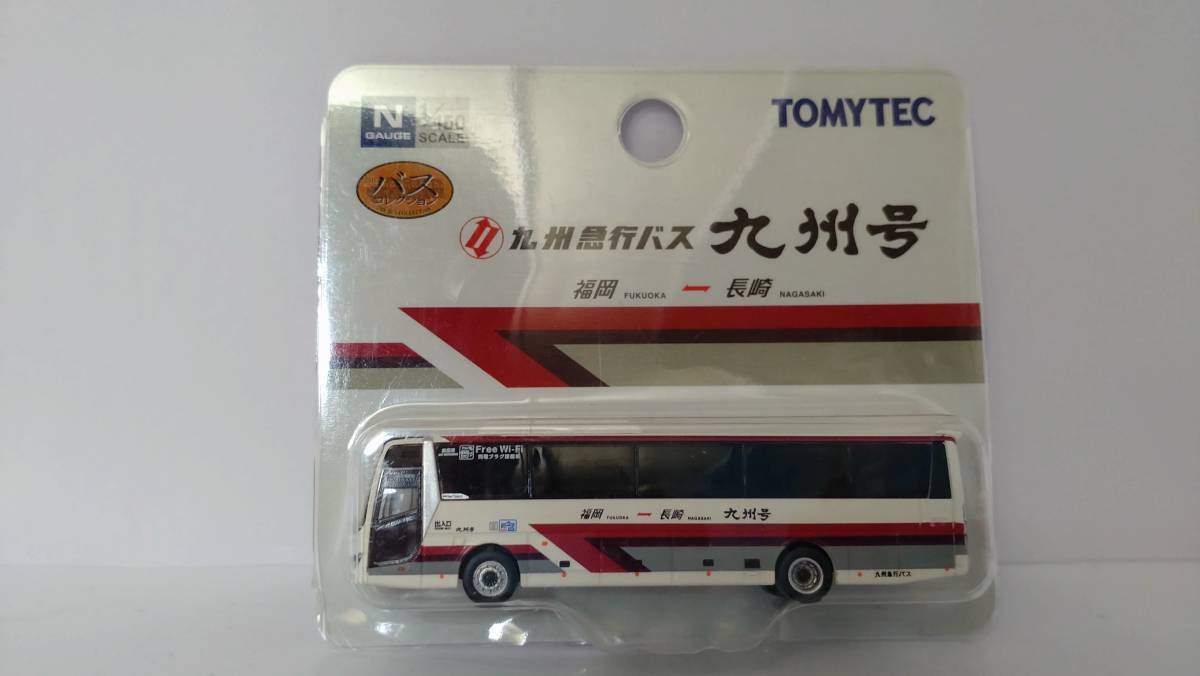 N GAUGE 1/150 SCALE
TOMYTEC
バス
コレクション
九州急行バス 九州号
福岡 FUKUOKA 長崎 NAGASAKI
Free Wi-Fi
福岡 FUKUOKA 長崎 NAGASAKI 九州号
出入口
九州号
九州急行バス